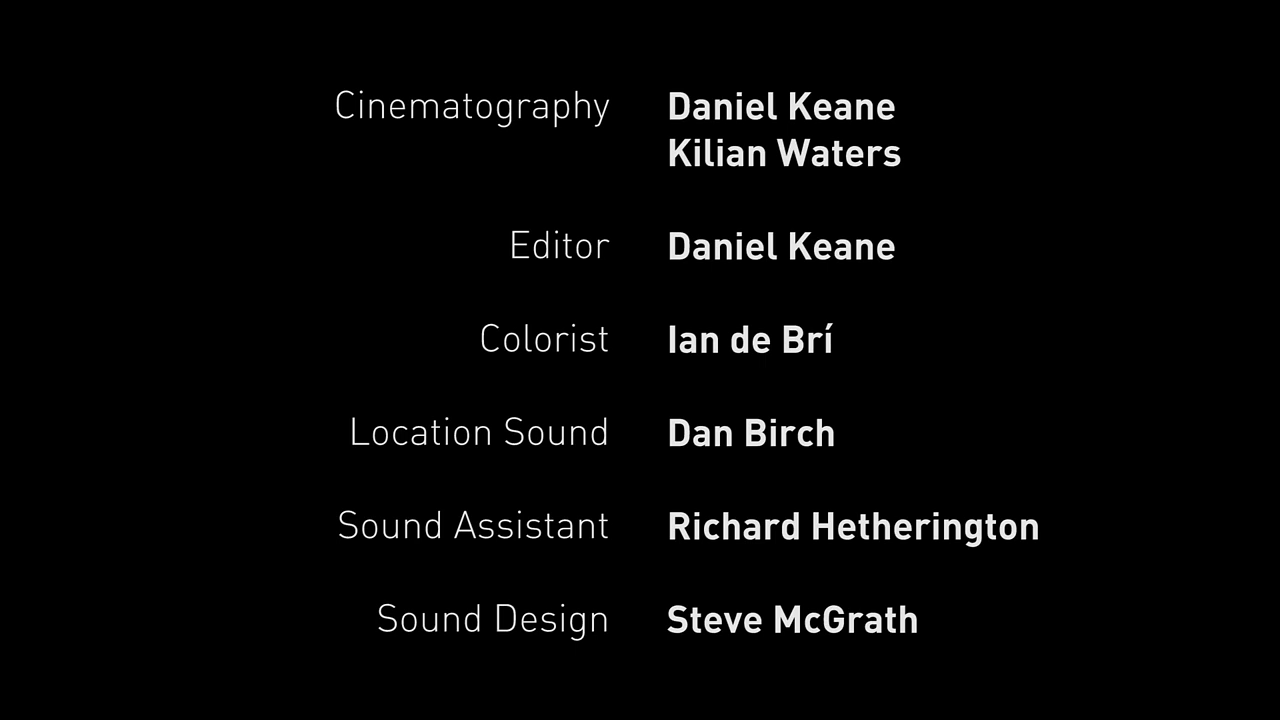 Cinematography Daniel Keane
Kilian Waters
Editor Daniel Keane
Colorist Ian de Brí
Location Sound Dan Birch
Sound Assistant Richard Hetherington
Sound Design Steve McGrath